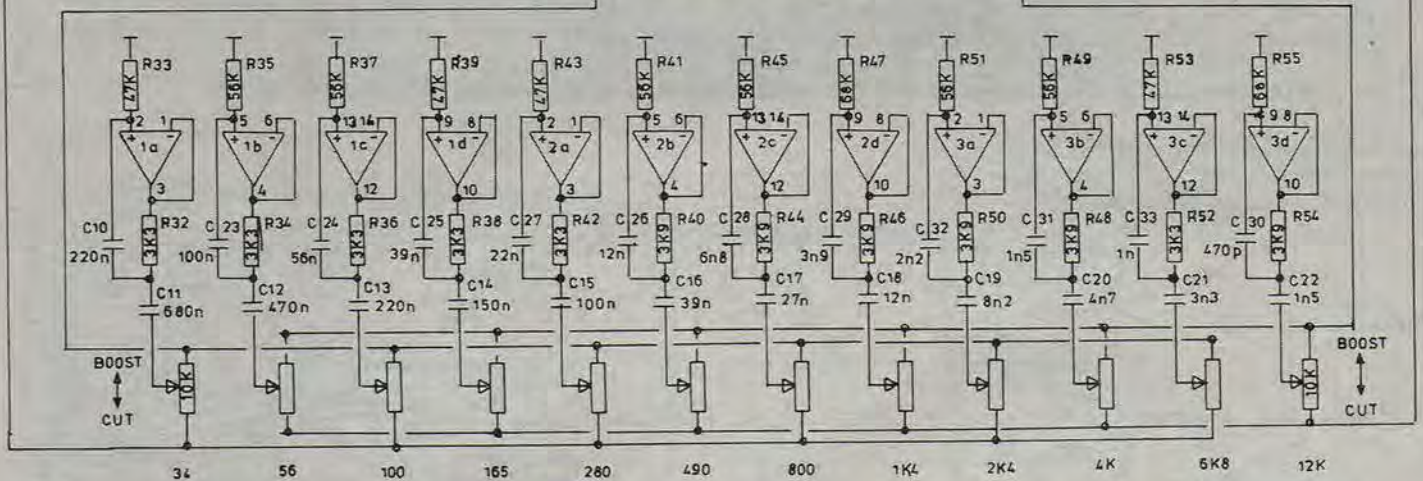 R33 R35 R37 R39 R43 R41 R45 R47 R51 R49 R53 R55
47K 56K 56K 47K 47K 56K 56K 68K 56K 56K 47K 68K
2 1 5 6 13 14 9 8 2 1 5 6 13 14 9 8 2 1 5 6 13 14 9 8
+ - + - + - + - + - + - + - + - + - + - + - + -
1a 1b 1c 1d 2a 2b 2c 2d 3a 3b 3c 3d
3 4 12 10 3 4 12 10 3 4 12 10
C10 R32 C23 R34 C24 R36 C25 R38 C27 R42 C26 R40 C28 R44 C29 R46 C32 R50 C31 R48 C33 R52 C30 R54
3K3 3K3 3K3 3K3 3K3 3K9 3K9 3K9 3K9 3K9 3K3 3K9
220n 100n 56n 39n 22n 12n 6n8 3n9 2n2 1n5 1n 470p
C11 C12 C13 C14 C15 C16 C17 C18 C19 C20 C21 C22
680n 470n 220n 150n 100n 39n 27n 12n 8n2 4n7 3n3 1n5
BOOST BOOST
10K 10K
CUT CUT
34 56 100 165 280 490 800 1K4 2K4 4K 6K8 12K